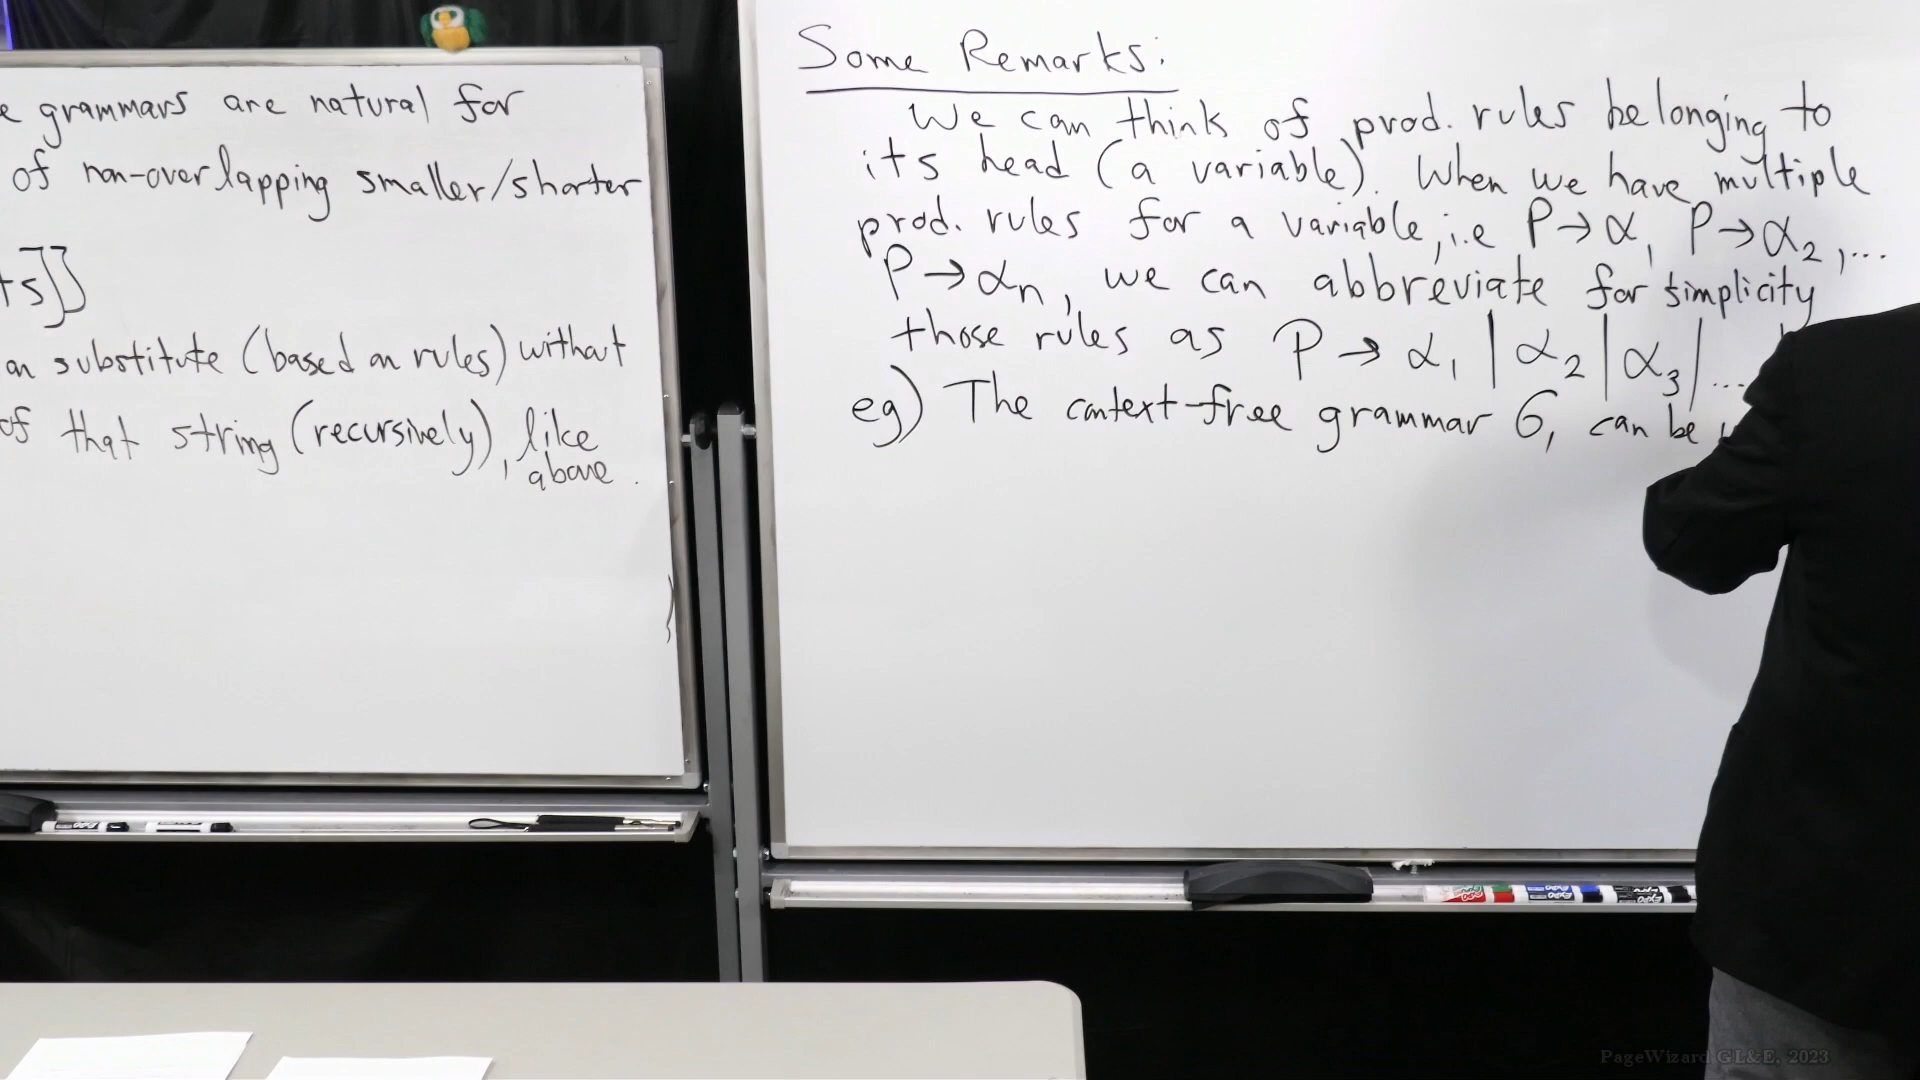 grammars are natural for
of non-overlapping smaller/shorter
ts]]
an substitute (based on rules) without
of that string (recursively), like
above.
Some Remarks:
We can think of prod. rules belonging to
its head (a variable). When we have multiple
prod. rules for a variable, i.e P→α₁, P→α₂,...
P→αₙ, we can abbreviate for simplicity
those rules as P → α₁ | α₂ | α₃ | ...
eg) The context-free grammar G₁ can be
PageWizard GL&E, 2023